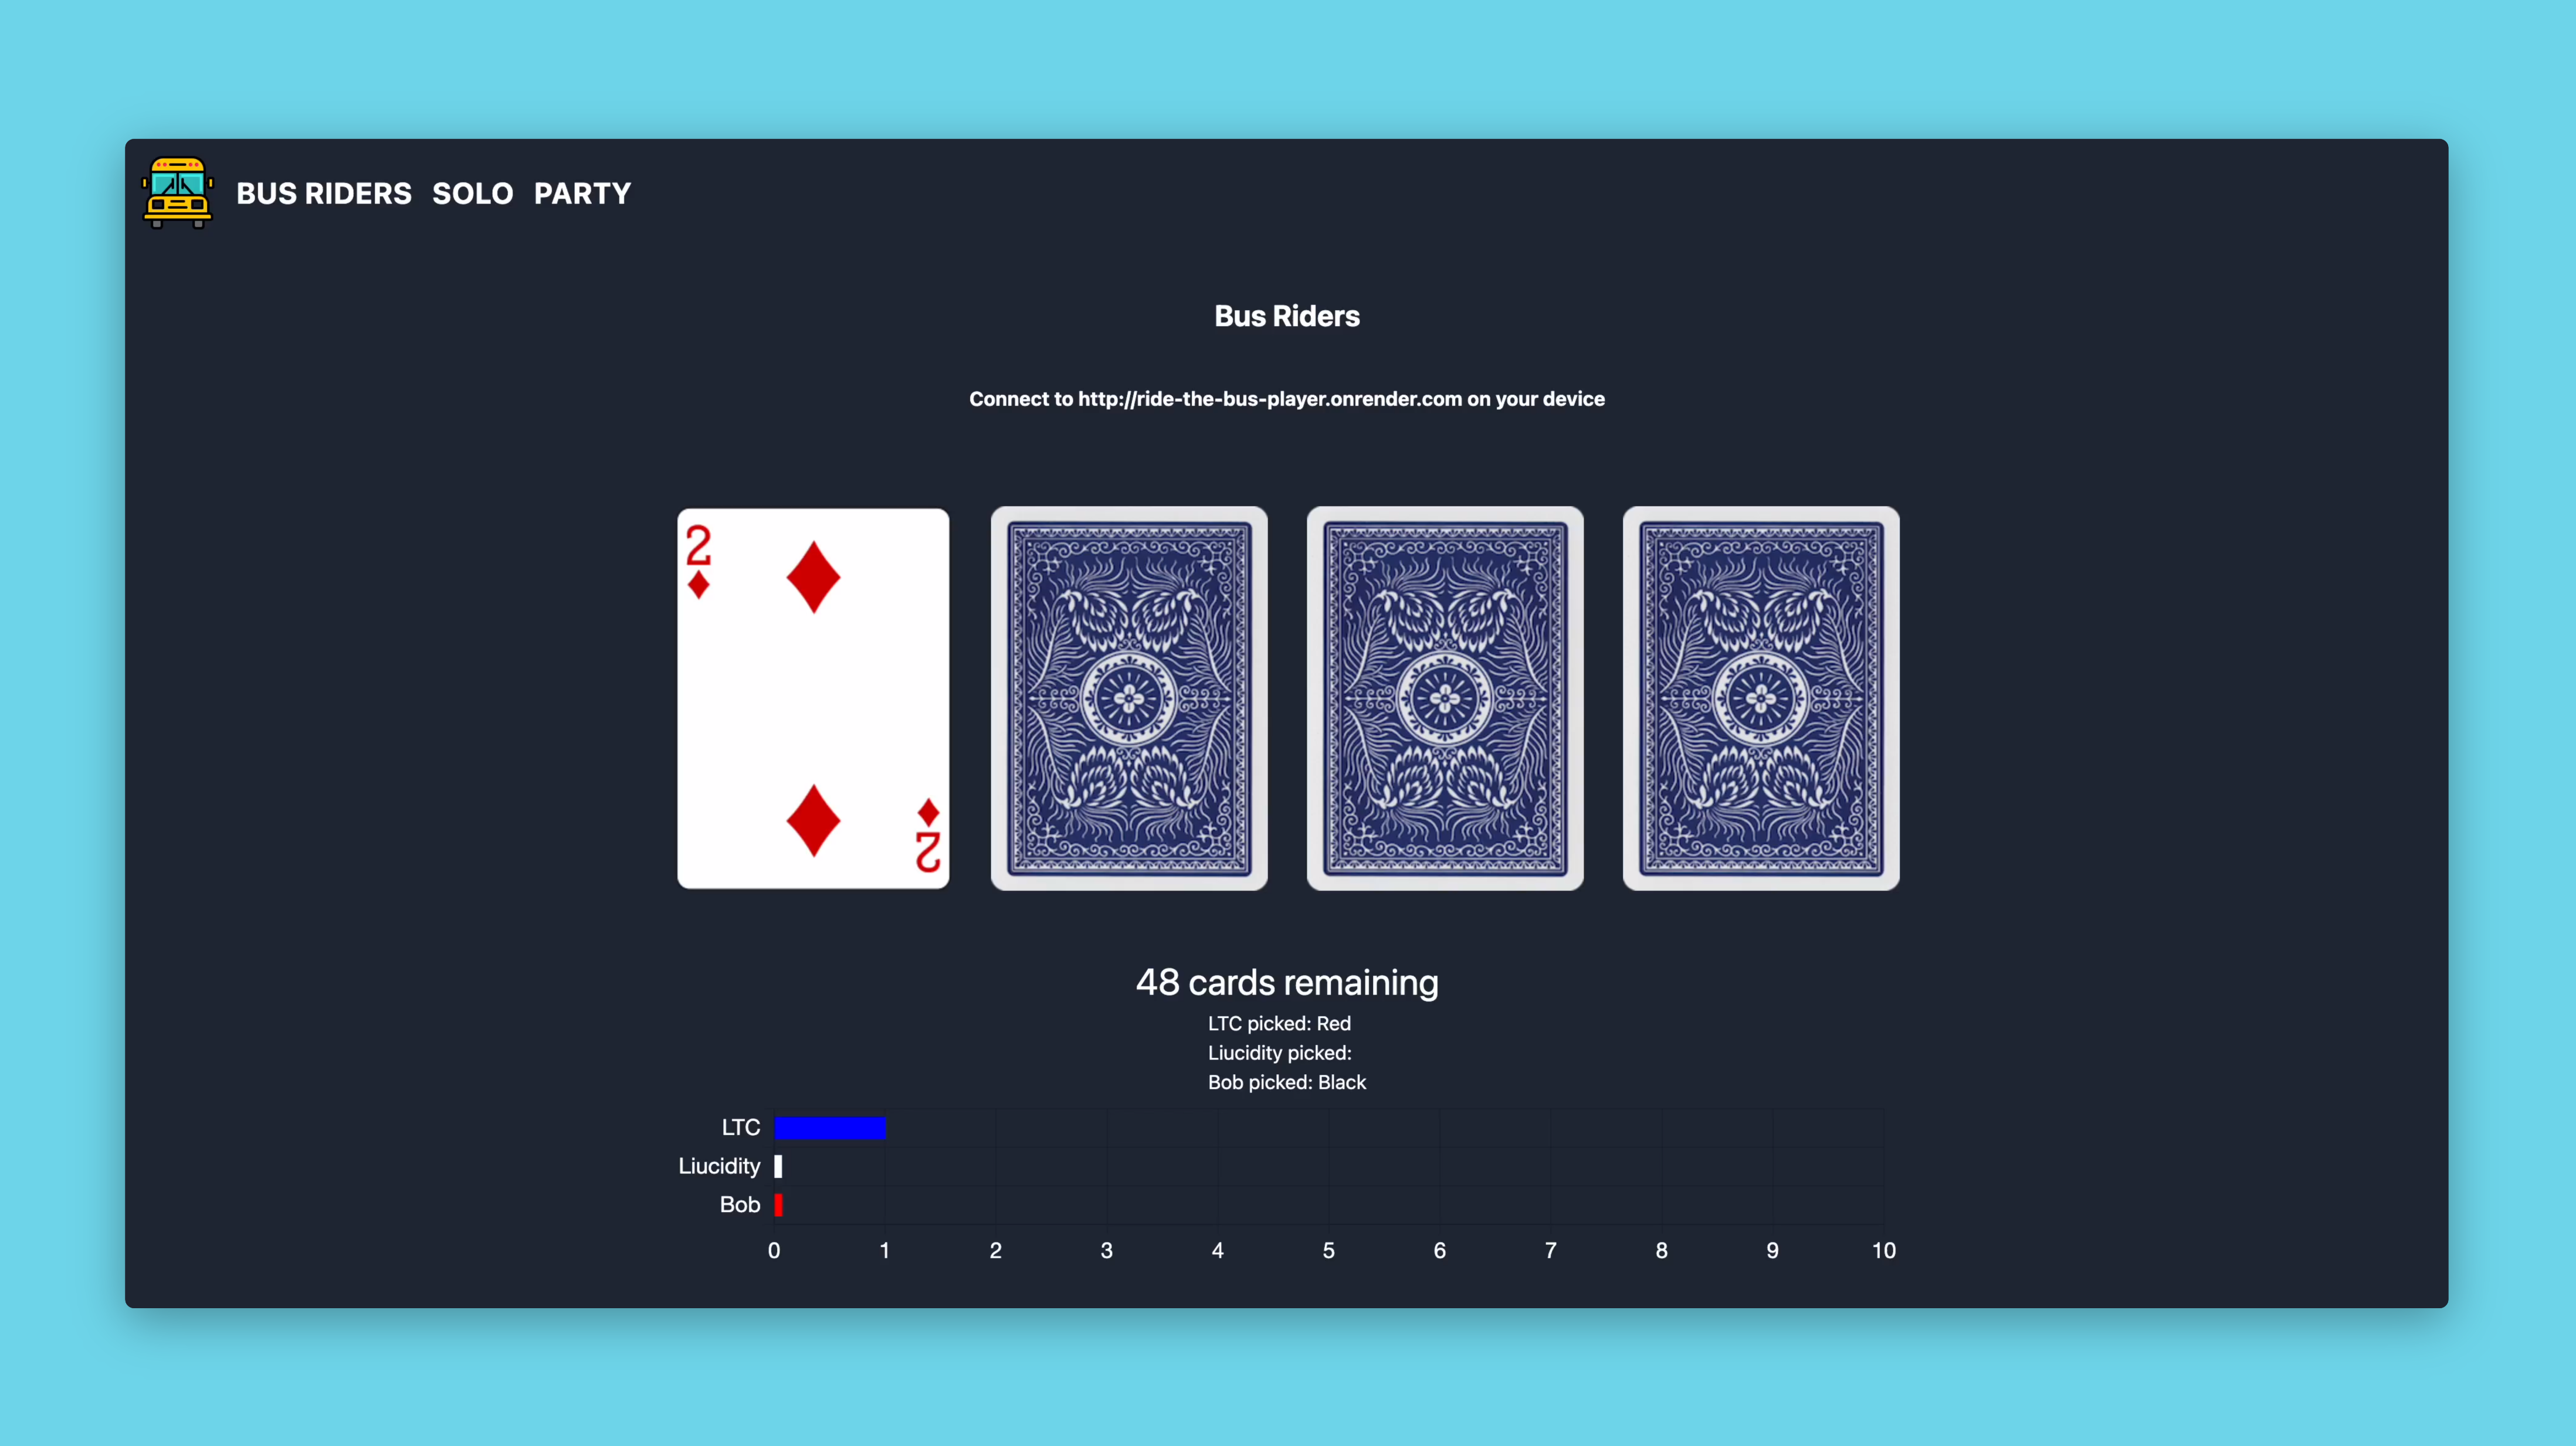 BUS RIDERS SOLO PARTY
Bus Riders
Connect to http://ride-the-bus-player.onrender.com on your device
2
2
48 cards remaining
LTC picked: Red
Liucidity picked:
Bob picked: Black
LTC
Liucidity
Bob
0 1 2 3 4 5 6 7 8 9 10